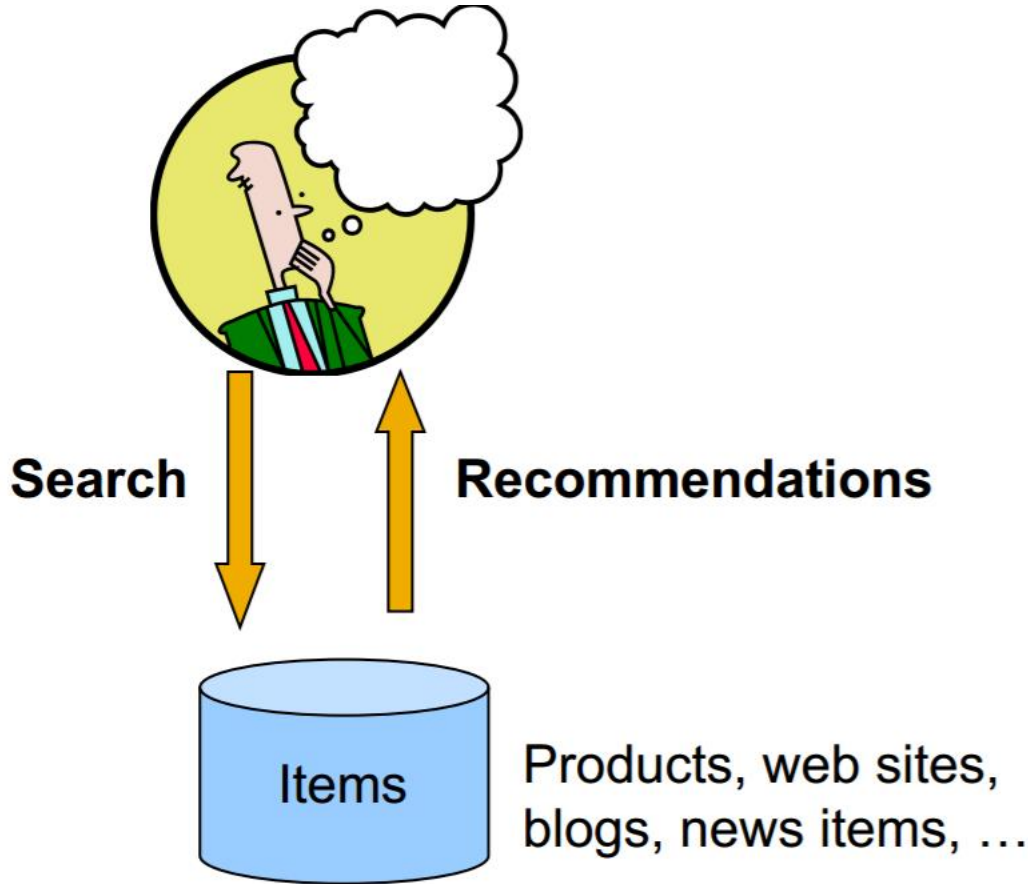 Search
Recommendations
Items
Products, web sites,
blogs, news items, …